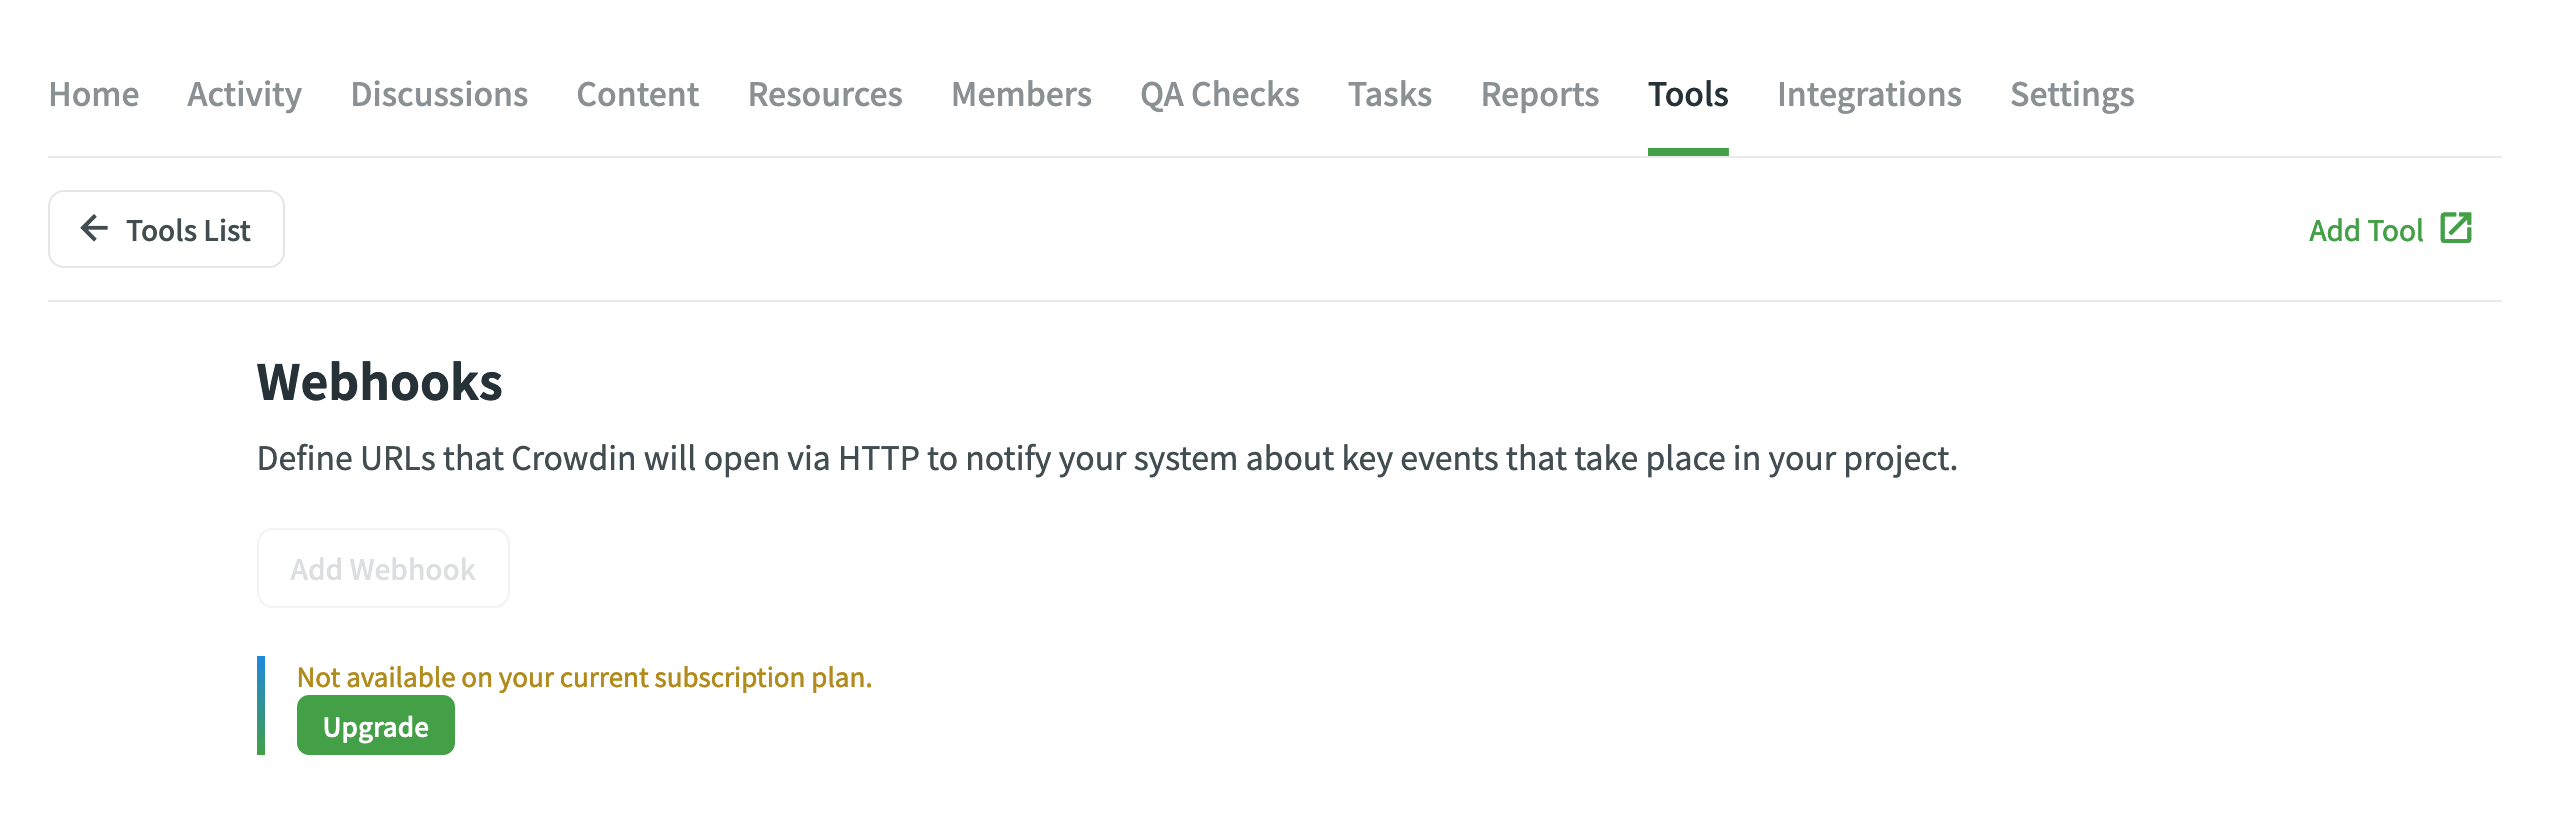 Home Activity Discussions Content Resources Members QA Checks Tasks Reports Tools Integrations Settings
Tools List
Add Tool
Webhooks
Define URLs that Crowdin will open via HTTP to notify your system about key events that take place in your project.
Add Webhook
Not available on your current subscription plan.
Upgrade